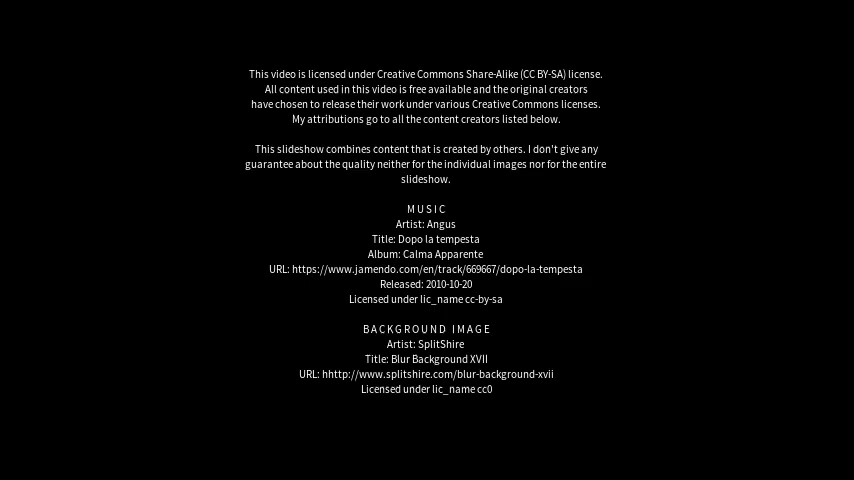 This video is licensed under Creative Commons Share-Alike (CC BY-SA) license.
All content used in this video is free available and the original creators
have chosen to release their work under various Creative Commons licenses.
My attributions go to all the content creators listed below.
This slideshow combines content that is created by others. I don't give any
guarantee about the quality neither for the individual images nor for the entire
slideshow.
M U S I C
Artist: Angus
Title: Dopo la tempesta
Album: Calma Apparente
URL: https://www.jamendo.com/en/track/669667/dopo-la-tempesta
Released: 2010-10-20
Licensed under lic_name cc-by-sa
B A C K G R O U N D   I M A G E
Artist: SplitShire
Title: Blur Background XVII
URL: hhttp://www.splitshire.com/blur-background-xvii
Licensed under lic_name cc0